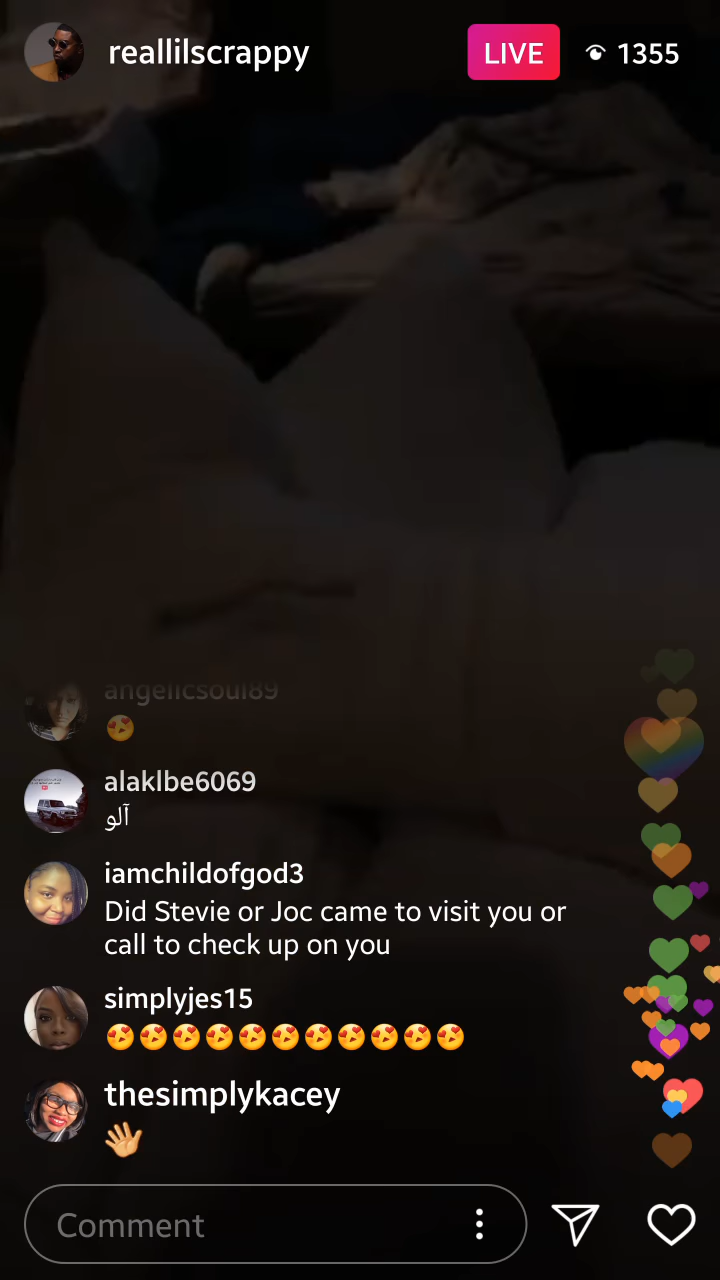 reallilscrappy
LIVE
1355
angelicsoul89
😍
alaklbe6069
آلو
iamchildofgod3
Did Stevie or Joc came to visit you or
call to check up on you
simplyjes15
😍😍😍😍😍😍😍😍😍😍😍
thesimplykacey
👋🏼
Comment